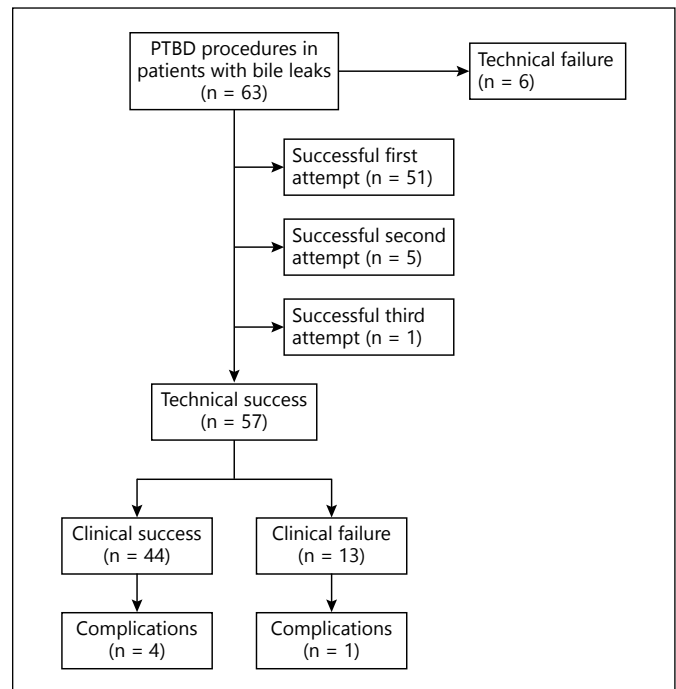 PTBD procedures in
patients with bile leaks
(n = 63)
Technical failure
(n = 6)
Successful first
attempt (n = 51)
Successful second
attempt (n = 5)
Successful third
attempt (n = 1)
Technical success
(n = 57)
Clinical success
(n = 44)
Clinical failure
(n = 13)
Complications
(n = 4)
Complications
(n = 1)